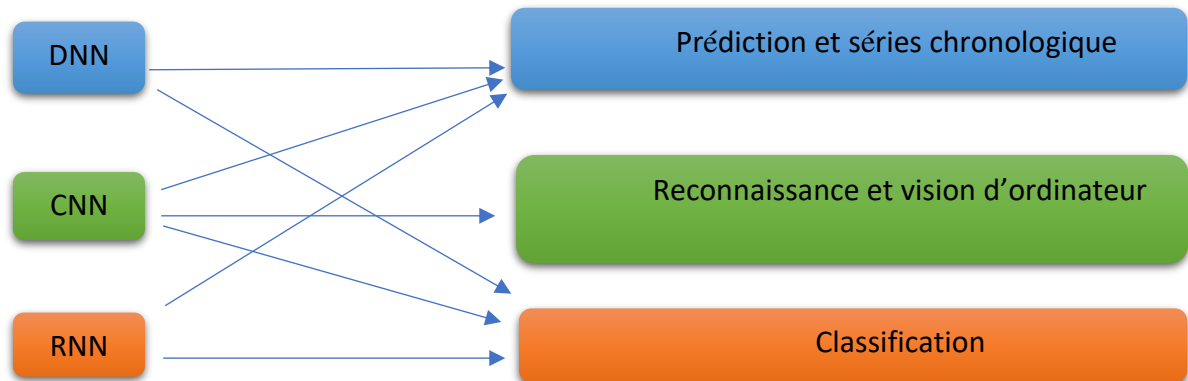 DNN
Prédiction et séries chronologique
CNN
Reconnaissance et vision d’ordinateur
RNN
Classification